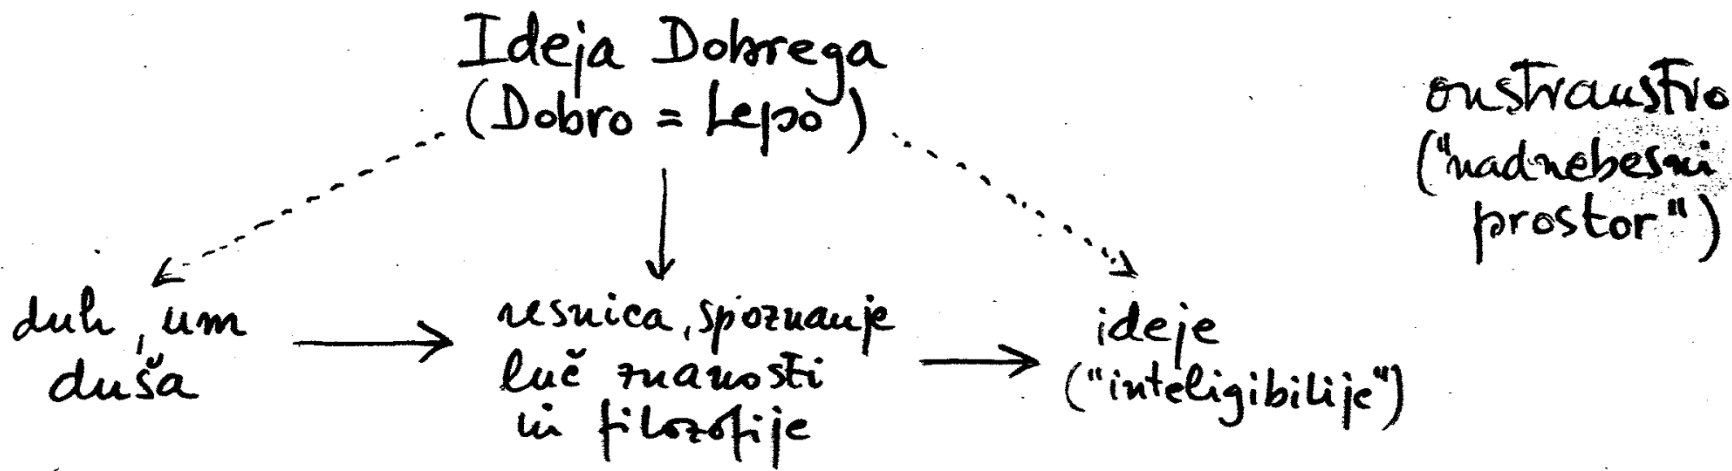 Ideja Dobrega
(Dobro = Lepo)
onstranstvo
("nadnebesni
prostor")
duh, um
duša
resnica, spoznanje
luč znanosti
in filozofije
ideje
("inteligibilije")